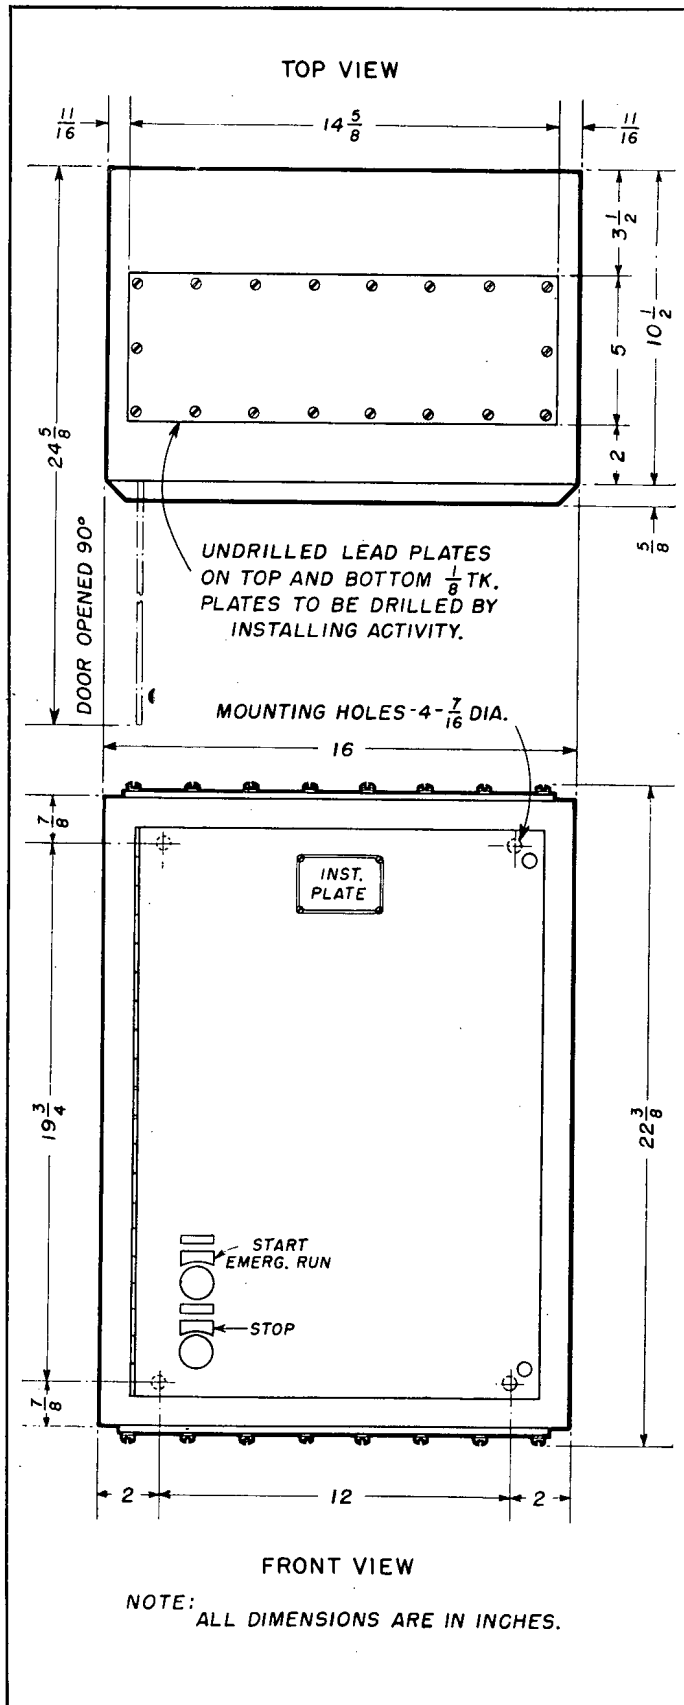 TOP VIEW
11/16
14 5/8
11/16
3 1/2
10 1/2
5
2
5/8
24 5/8
DOOR OPENED 90°
UNDRILLED LEAD PLATES
ON TOP AND BOTTOM 1/8 TK.
PLATES TO BE DRILLED BY
INSTALLING ACTIVITY.
MOUNTING HOLES-4-7/16 DIA.
16
7/8
INST.
PLATE
19 3/4
22 3/8
START
EMERG. RUN
STOP
7/8
2
12
2
FRONT VIEW
NOTE:
ALL DIMENSIONS ARE IN INCHES.